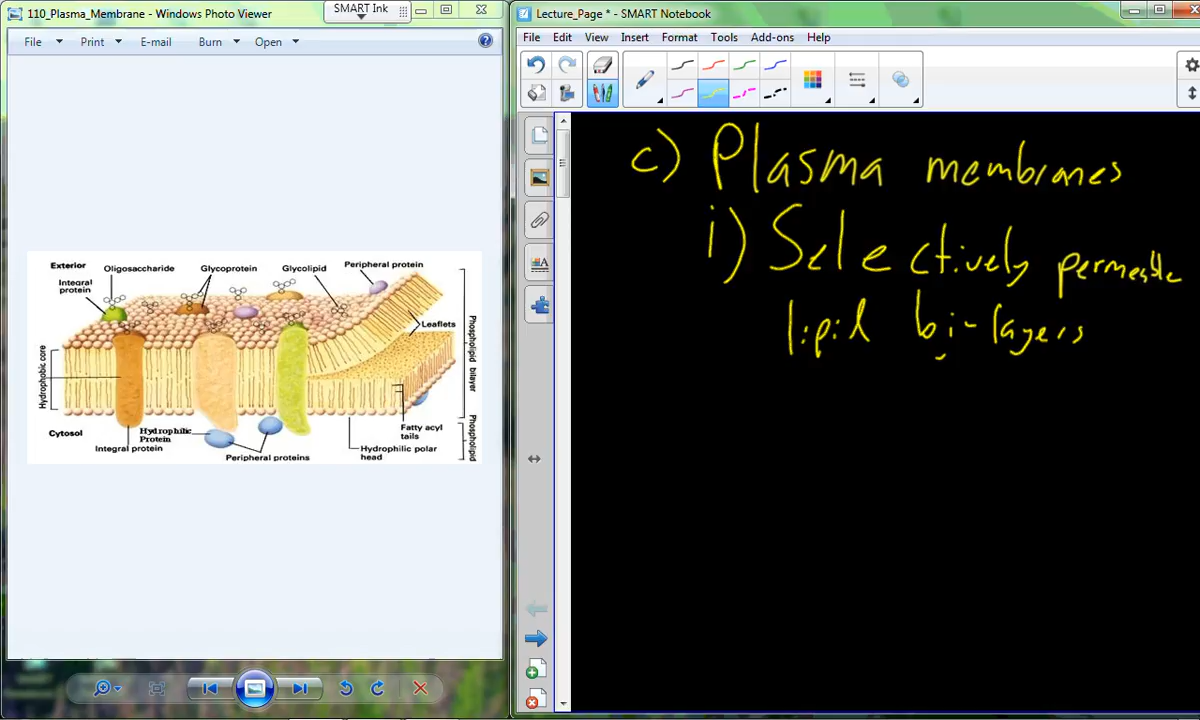 110_Plasma_Membrane - Windows Photo Viewer
SMART Ink
File Print E-mail Burn Open
Exterior
Oligosaccharide
Glycoprotein
Glycolipid
Peripheral protein
Integral
protein
Leaflets
Phospholipid bilayer
Hydrophobic core
Phospholipid
Cytosol
Hydrophilic
Protein
Integral protein
Peripheral proteins
Fatty acyl
tails
Hydrophilic polar
head
Lecture_Page * - SMART Notebook
File Edit View Insert Format Tools Add-ons Help
c) Plasma membranes
i) Selectively permeable
lipid bi-layers